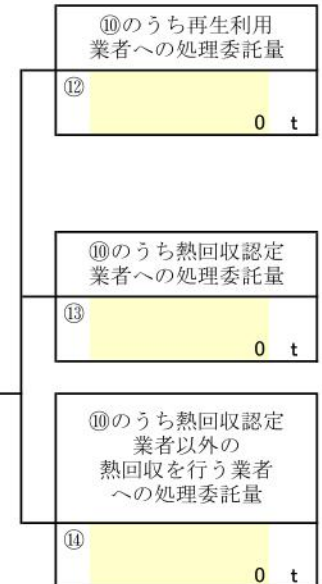 ⑩のうち再生利用
業者への処理委託量
⑫
0 t
⑩のうち熱回収認定
業者への処理委託量
⑬
0 t
⑩のうち熱回収認定
業者以外の
熱回収を行う業者
への処理委託量
⑭
0 t